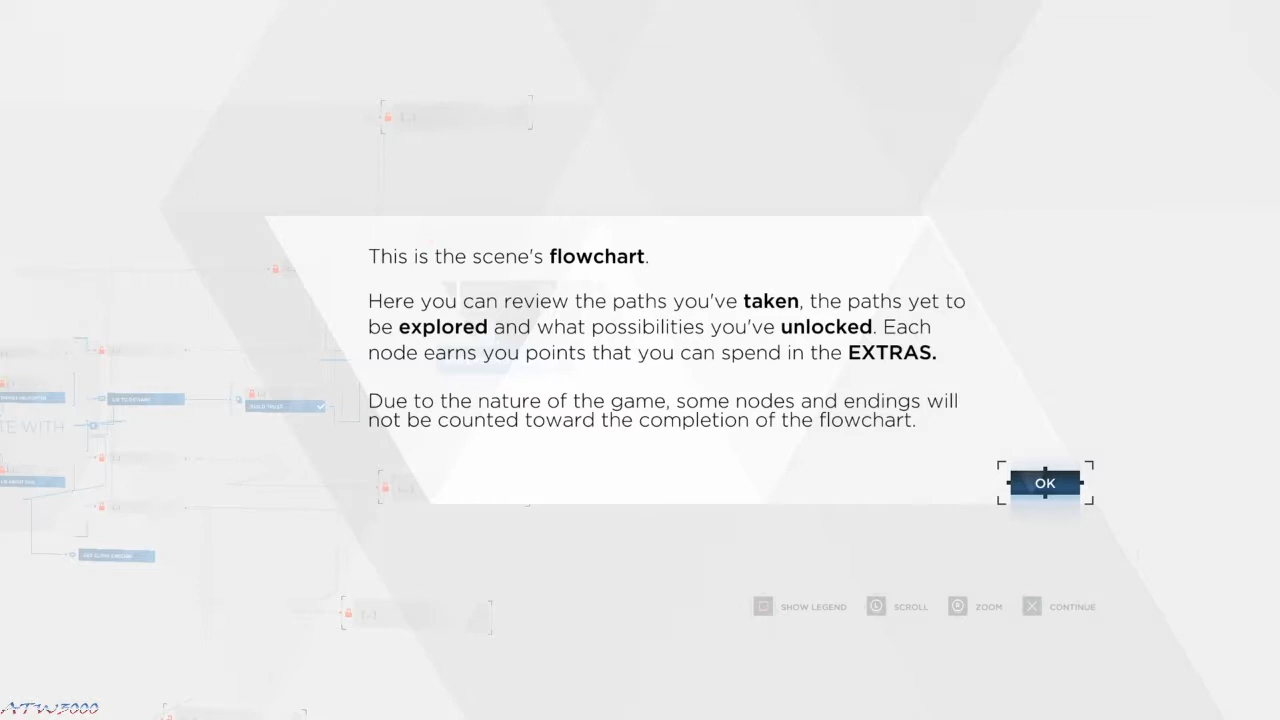 This is the scene's flowchart.
Here you can review the paths you've taken, the paths yet to
be explored and what possibilities you've unlocked. Each
node earns you points that you can spend in the EXTRAS.
Due to the nature of the game, some nodes and endings will
not be counted toward the completion of the flowchart.
TE WITH
OK
SHOW LEGEND
SCROLL
ZOOM
CONTINUE
ATW3000